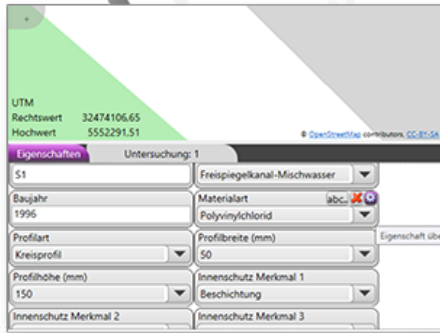 +
UTM
Rechtswert 32474106,65
Hochwert 5552291,51
© OpenStreetMap contributors, CC-BY-SA
Eigenschaften Untersuchung: 1
S1 Freispiegelkanal-Mischwasser
Baujahr Materialart abc..
1996 Polyvinylchlorid
Profilart Profilbreite (mm) Eigenschaft übe
Kreisprofil 50
Profilhöhe (mm) Innenschutz Merkmal 1
150 Beschichtung
Innenschutz Merkmal 2 Innenschutz Merkmal 3